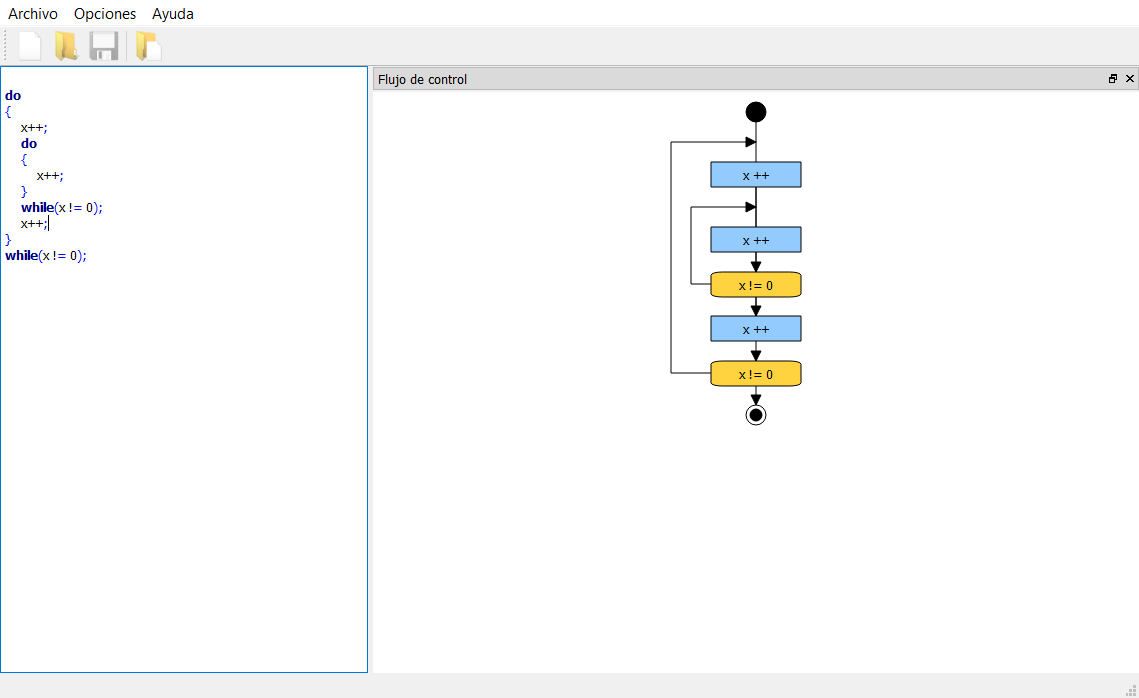 Archivo Opciones Ayuda
Flujo de control
do
{
x++;
do
{
x++;
}
while(x != 0);
x++;
}
while(x != 0);
x ++
x ++
x != 0
x ++
x != 0